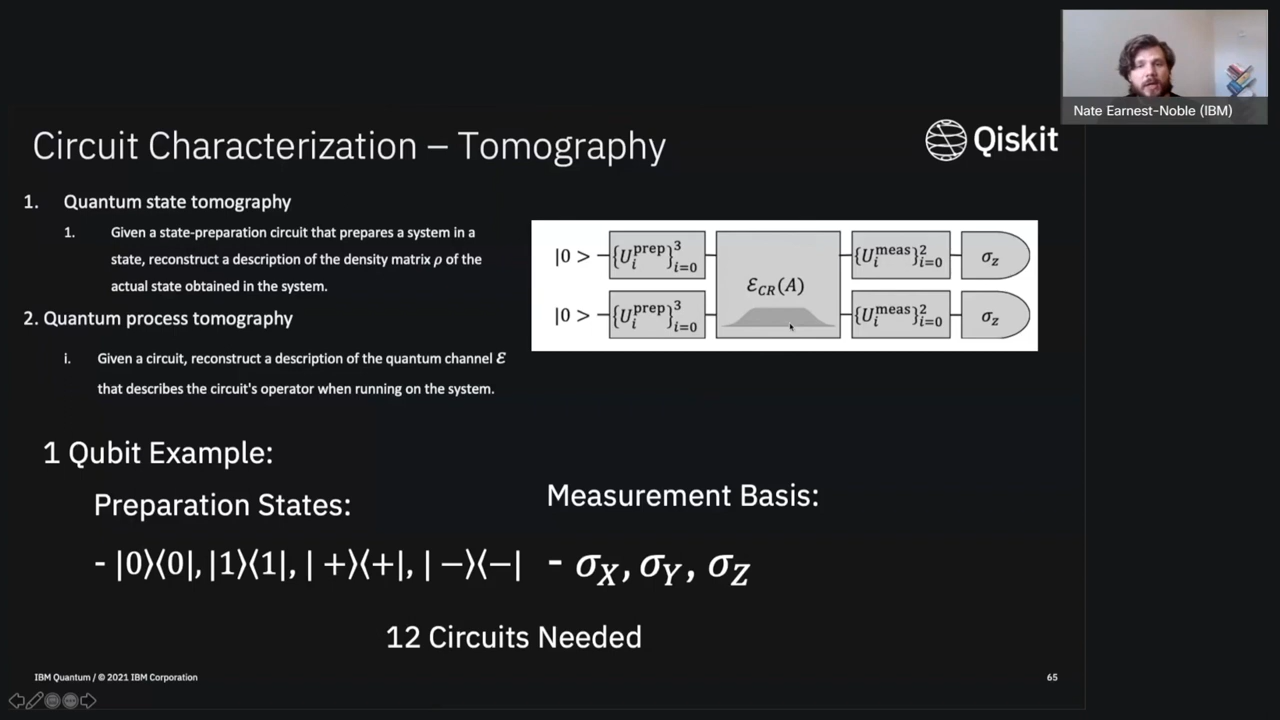 Nate Earnest-Noble (IBM)
Circuit Characterization – Tomography
Qiskit
1. Quantum state tomography
1. Given a state-preparation circuit that prepares a system in a
state, reconstruct a description of the density matrix ρ of the
actual state obtained in the system.
2. Quantum process tomography
i. Given a circuit, reconstruct a description of the quantum channel ℰ
that describes the circuit's operator when running on the system.
|0 > {U_i^prep}_{i=0}^3 ℰ_CR(A) {U_i^meas}_{i=0}^2 σ_z
|0 > {U_i^prep}_{i=0}^3 {U_i^meas}_{i=0}^2 σ_z
1 Qubit Example:
Preparation States:
- |0⟩⟨0|, |1⟩⟨1|, | +⟩⟨+|, | −⟩⟨−|
Measurement Basis:
- σ_X, σ_Y, σ_Z
12 Circuits Needed
IBM Quantum / © 2021 IBM Corporation
65